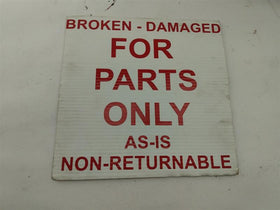 BROKEN - DAMAGED
FOR
PARTS
ONLY
AS-IS
NON-RETURNABLE